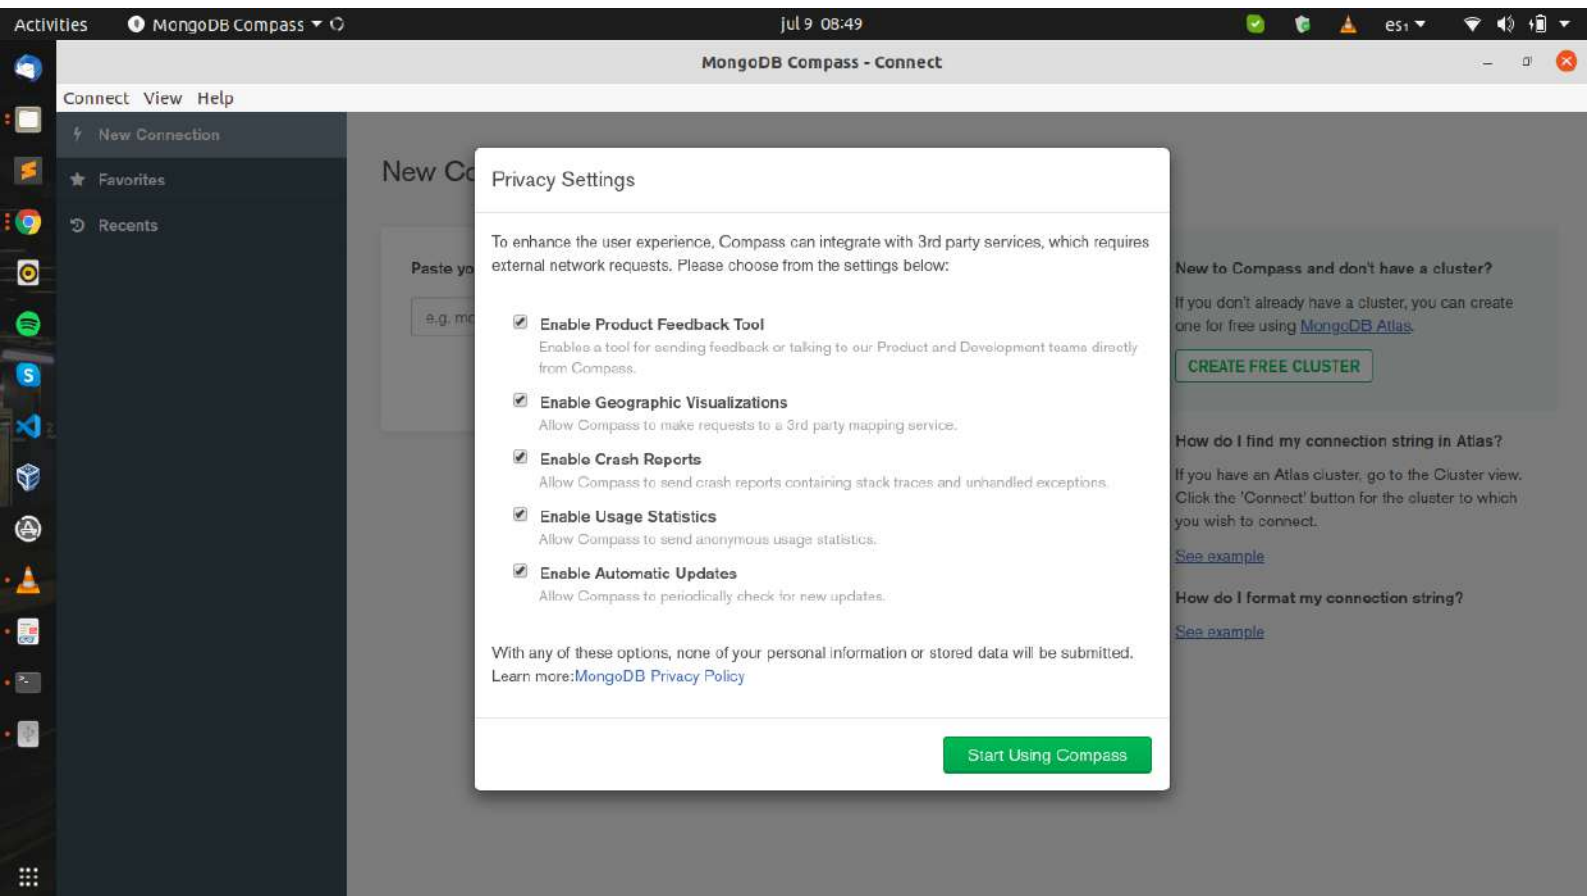 Activities
MongoDB Compass
jul 9 08:49
es₁
MongoDB Compass - Connect
Connect View Help
New Connection
Favorites
Recents
New Co
Paste yo
e.g. mo
Privacy Settings
To enhance the user experience, Compass can integrate with 3rd party services, which requires
external network requests. Please choose from the settings below:
Enable Product Feedback Tool
Enables a tool for sending feedback or talking to our Product and Development teams directly
from Compass.
Enable Geographic Visualizations
Allow Compass to make requests to a 3rd party mapping service.
Enable Crash Reports
Allow Compass to send crash reports containing stack traces and unhandled exceptions.
Enable Usage Statistics
Allow Compass to send anonymous usage statistics.
Enable Automatic Updates
Allow Compass to periodically check for new updates.
With any of these options, none of your personal information or stored data will be submitted.
Learn more:MongoDB Privacy Policy
Start Using Compass
New to Compass and don't have a cluster?
If you don't already have a cluster, you can create
one for free using MongoDB Atlas.
CREATE FREE CLUSTER
How do I find my connection string in Atlas?
If you have an Atlas cluster, go to the Cluster view.
Click the 'Connect' button for the cluster to which
you wish to connect.
See example
How do I format my connection string?
See example